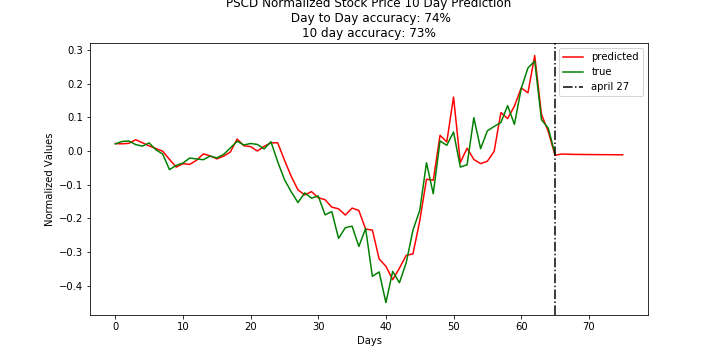 PSCD Normalized Stock Price 10 Day Prediction
Day to Day accuracy: 74%
10 day accuracy: 73%
predicted
true
april 27
Normalized Values
0.3
0.2
0.1
0.0
−0.1
−0.2
−0.3
−0.4
0
10
20
30
40
50
60
70
Days